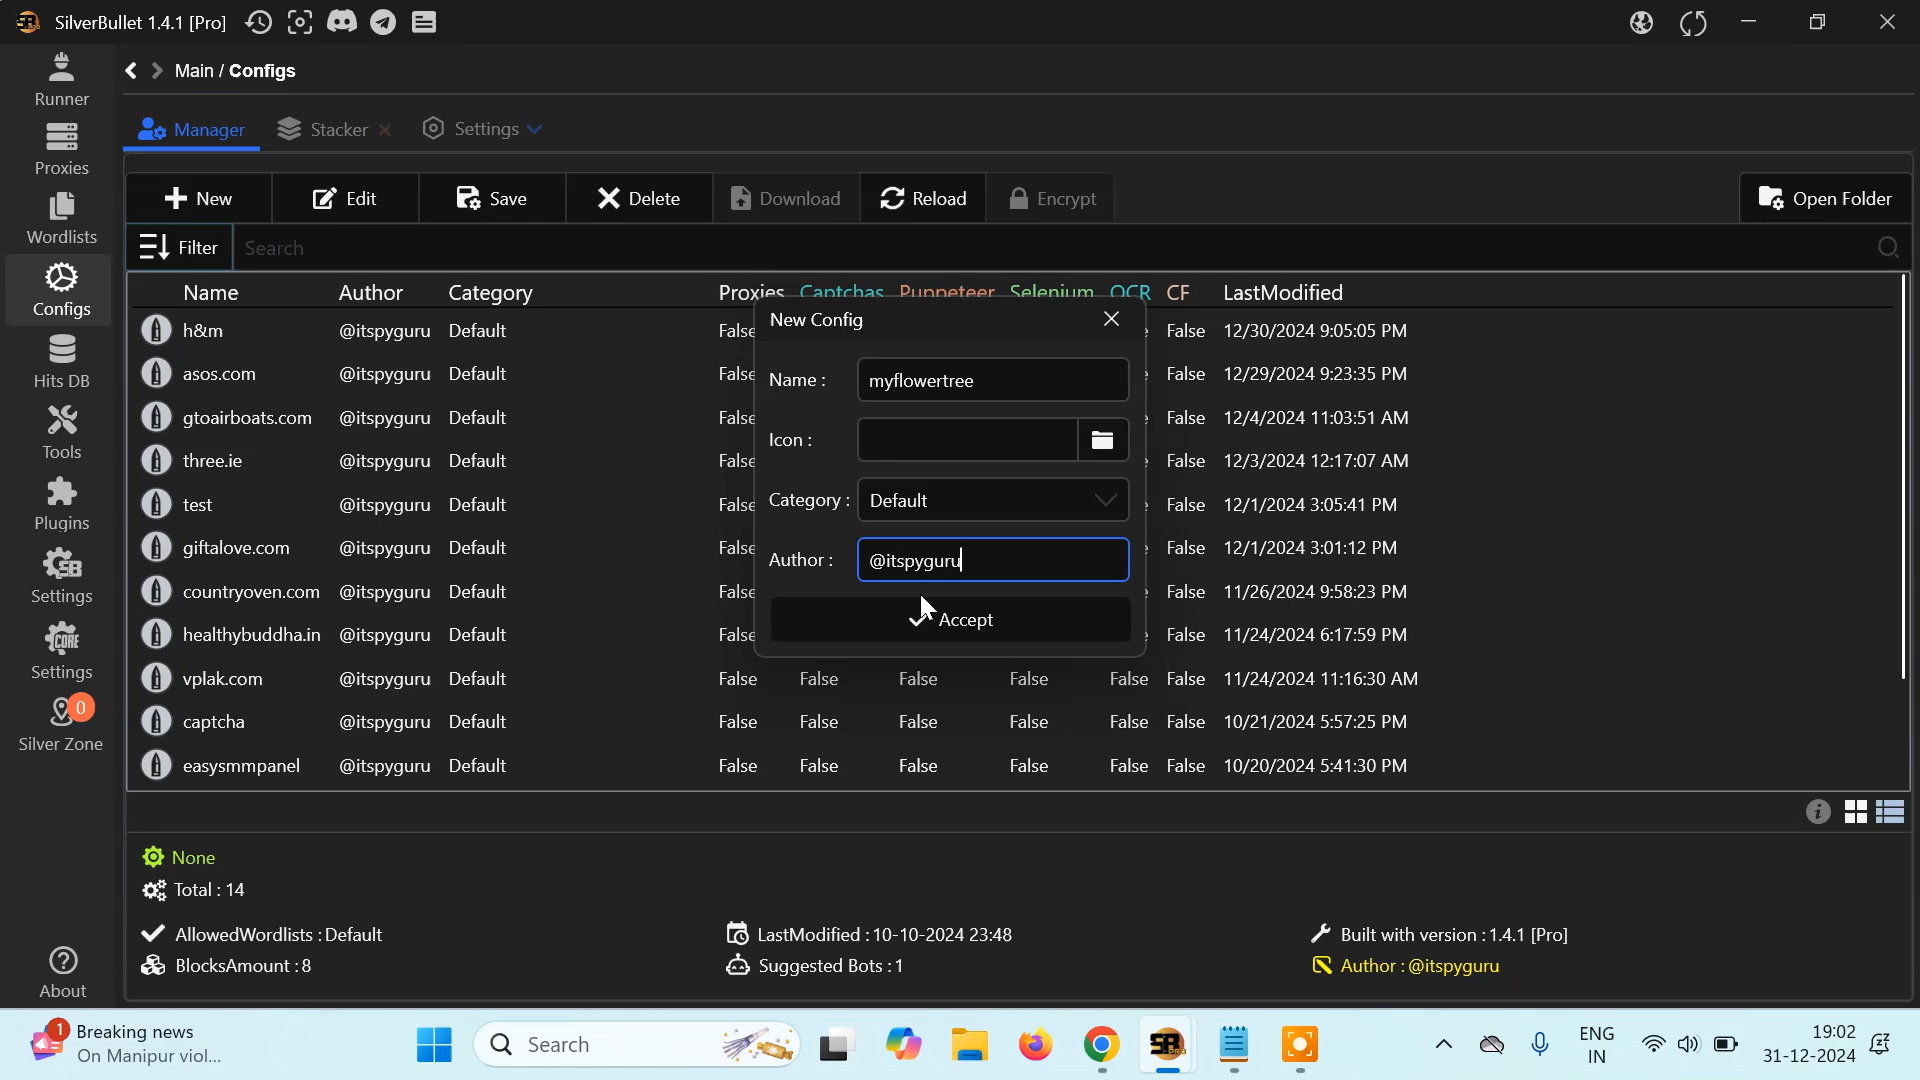 SilverBullet 1.4.1 [Pro]
Runner
Proxies
Wordlists
Configs
Hits DB
Tools
Plugins
Settings
Settings
0
Silver Zone
About
Main / Configs
Manager Stacker Settings
New Edit Save Delete Download Reload Encrypt Open Folder
Filter Search
Name Author Category Proxies Captchas Puppeteer Selenium OCR CF LastModified
h&m @itspyguru Default False False 12/30/2024 9:05:05 PM
asos.com @itspyguru Default False False 12/29/2024 9:23:35 PM
gtoairboats.com @itspyguru Default False False 12/4/2024 11:03:51 AM
three.ie @itspyguru Default False False 12/3/2024 12:17:07 AM
test @itspyguru Default False False 12/1/2024 3:05:41 PM
giftalove.com @itspyguru Default False False 12/1/2024 3:01:12 PM
countryoven.com @itspyguru Default False False 11/26/2024 9:58:23 PM
healthybuddha.in @itspyguru Default False False 11/24/2024 6:17:59 PM
vplak.com @itspyguru Default False False False False False False 11/24/2024 11:16:30 AM
captcha @itspyguru Default False False False False False False 10/21/2024 5:57:25 PM
easysmmpanel @itspyguru Default False False False False False False 10/20/2024 5:41:30 PM
New Config
Name : myflowertree
Icon :
Category : Default
Author : @itspyguru
Accept
None
Total : 14
AllowedWordlists : Default LastModified : 10-10-2024 23:48 Built with version : 1.4.1 [Pro]
BlocksAmount : 8 Suggested Bots : 1 Author : @itspyguru
1 Breaking news
On Manipur viol...
Search
ENG
IN
19:02
31-12-2024